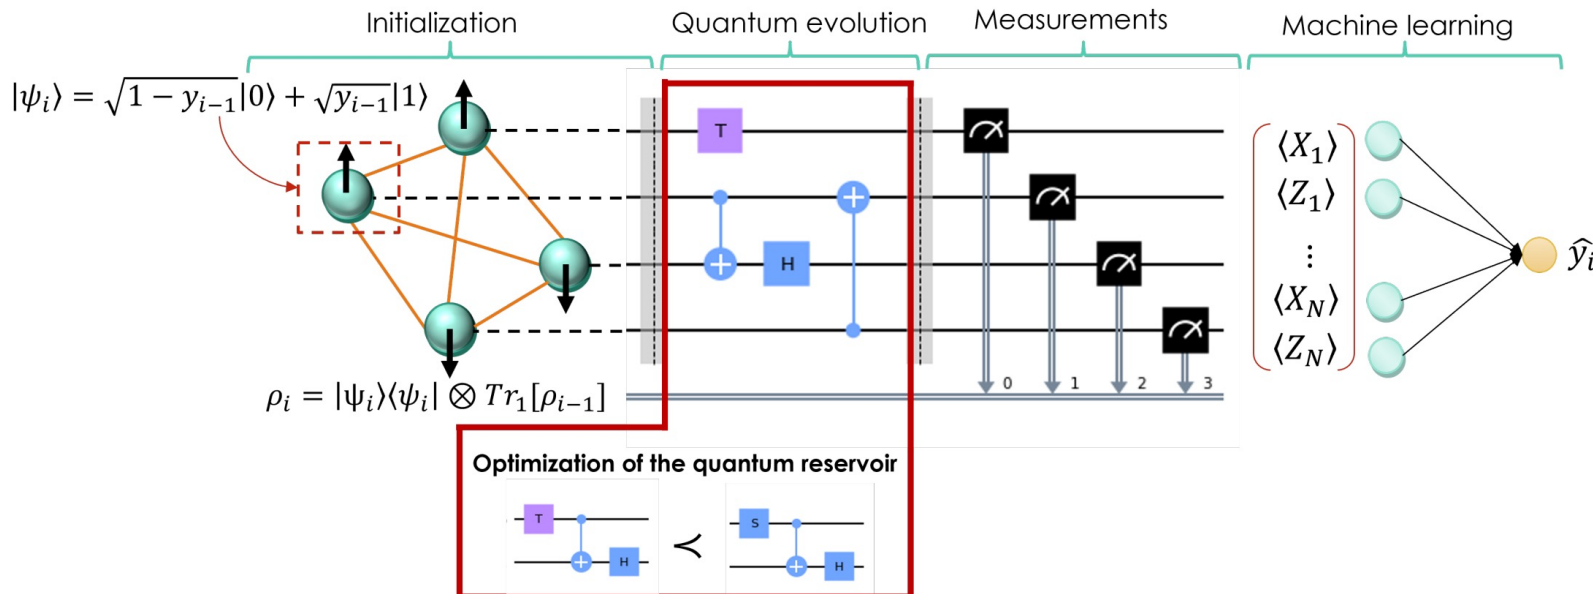 Initialization
Quantum evolution
Measurements
Machine learning
|ψ_i⟩ = √(1 − y_{i−1})|0⟩ + √(y_{i−1})|1⟩
T
H
0 1 2 3
⟨X_1⟩
⟨Z_1⟩
⋮
⟨X_N⟩
⟨Z_N⟩
ŷ_i
ρ_i = |ψ_i⟩⟨ψ_i| ⊗ Tr_1[ρ_{i−1}]
Optimization of the quantum reservoir
T H ≺ S H